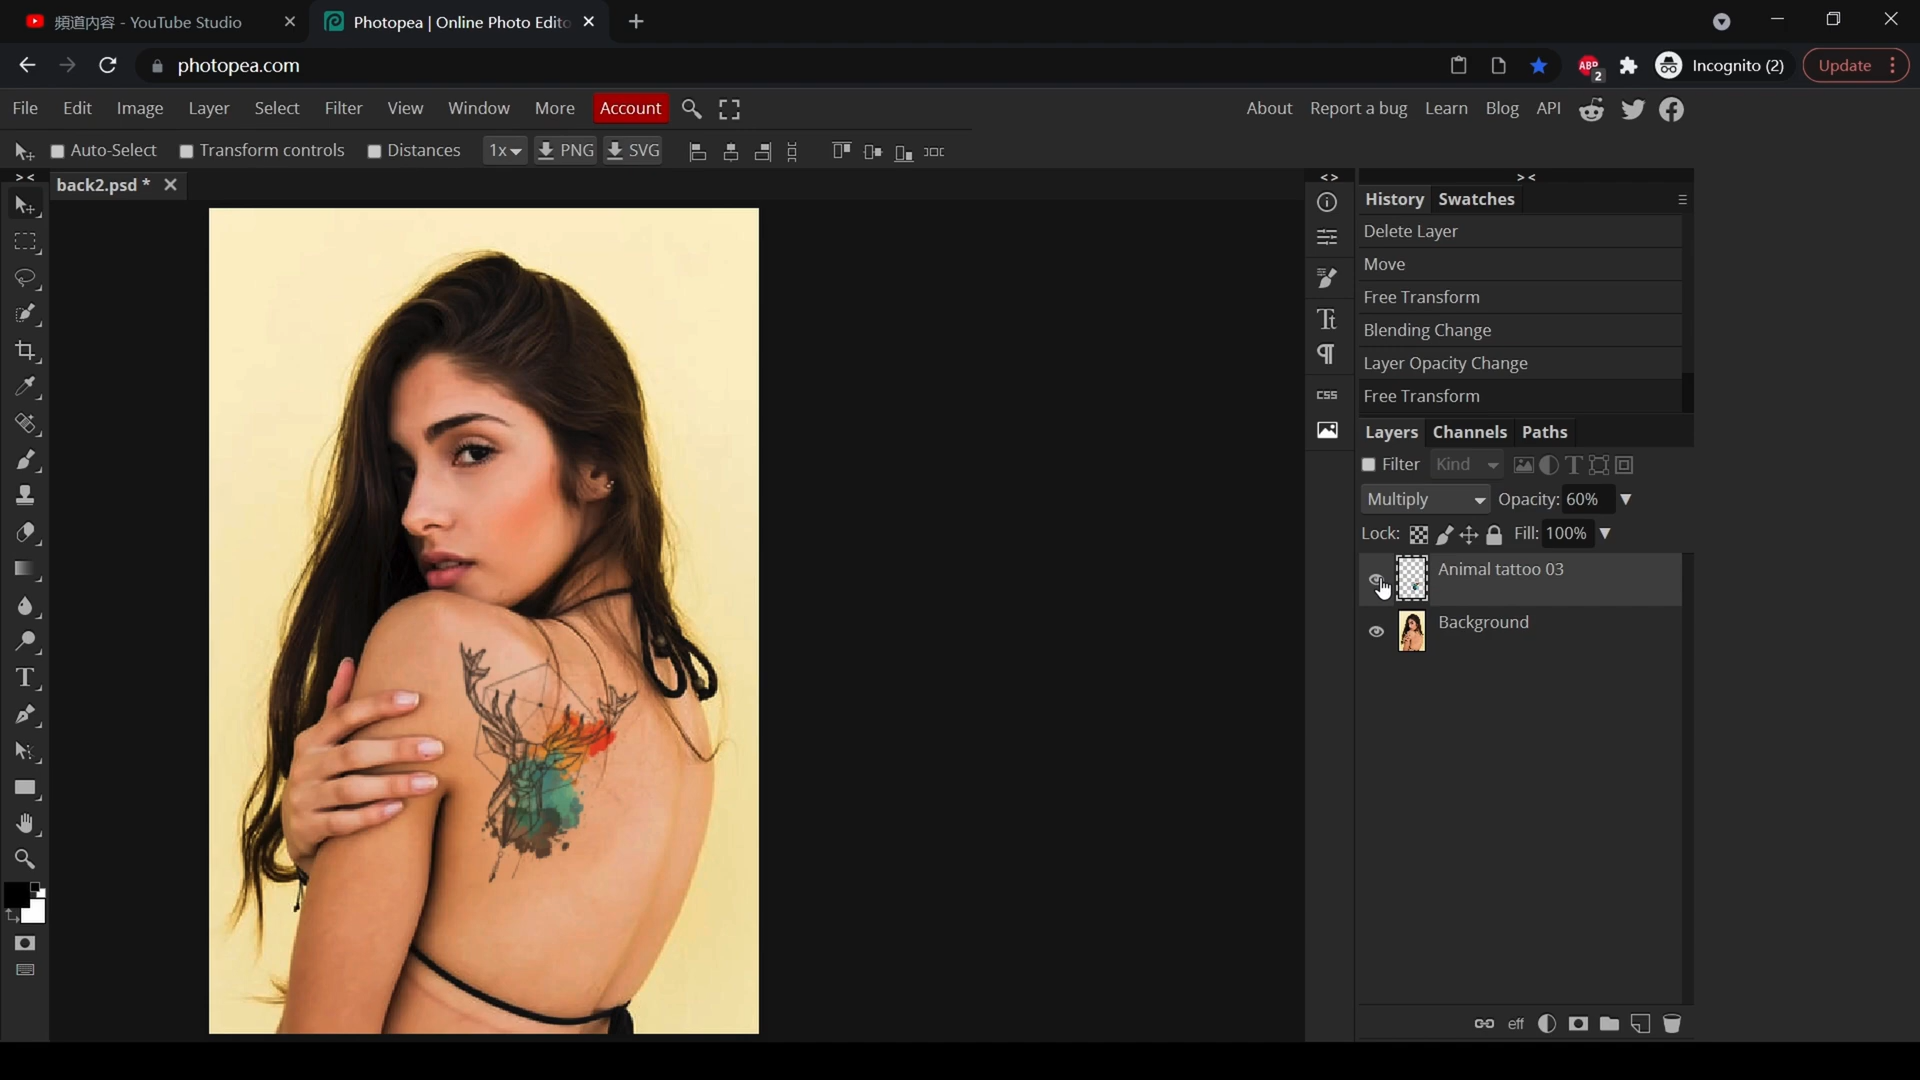 頻道内容 - YouTube Studio
Photopea | Online Photo Edito
photopea.com
ABP
2
Incognito (2)
Update
File Edit Image Layer Select Filter View Window More Account
About Report a bug Learn Blog API
Auto-Select Transform controls Distances 1x PNG SVG
> <
< >
> <
back2.psd *
History Swatches
Delete Layer
Move
Free Transform
Blending Change
Layer Opacity Change
Free Transform
CSS
Layers Channels Paths
Filter Kind
Multiply Opacity: 60%
Lock: Fill: 100%
Animal tattoo 03
Background
eff